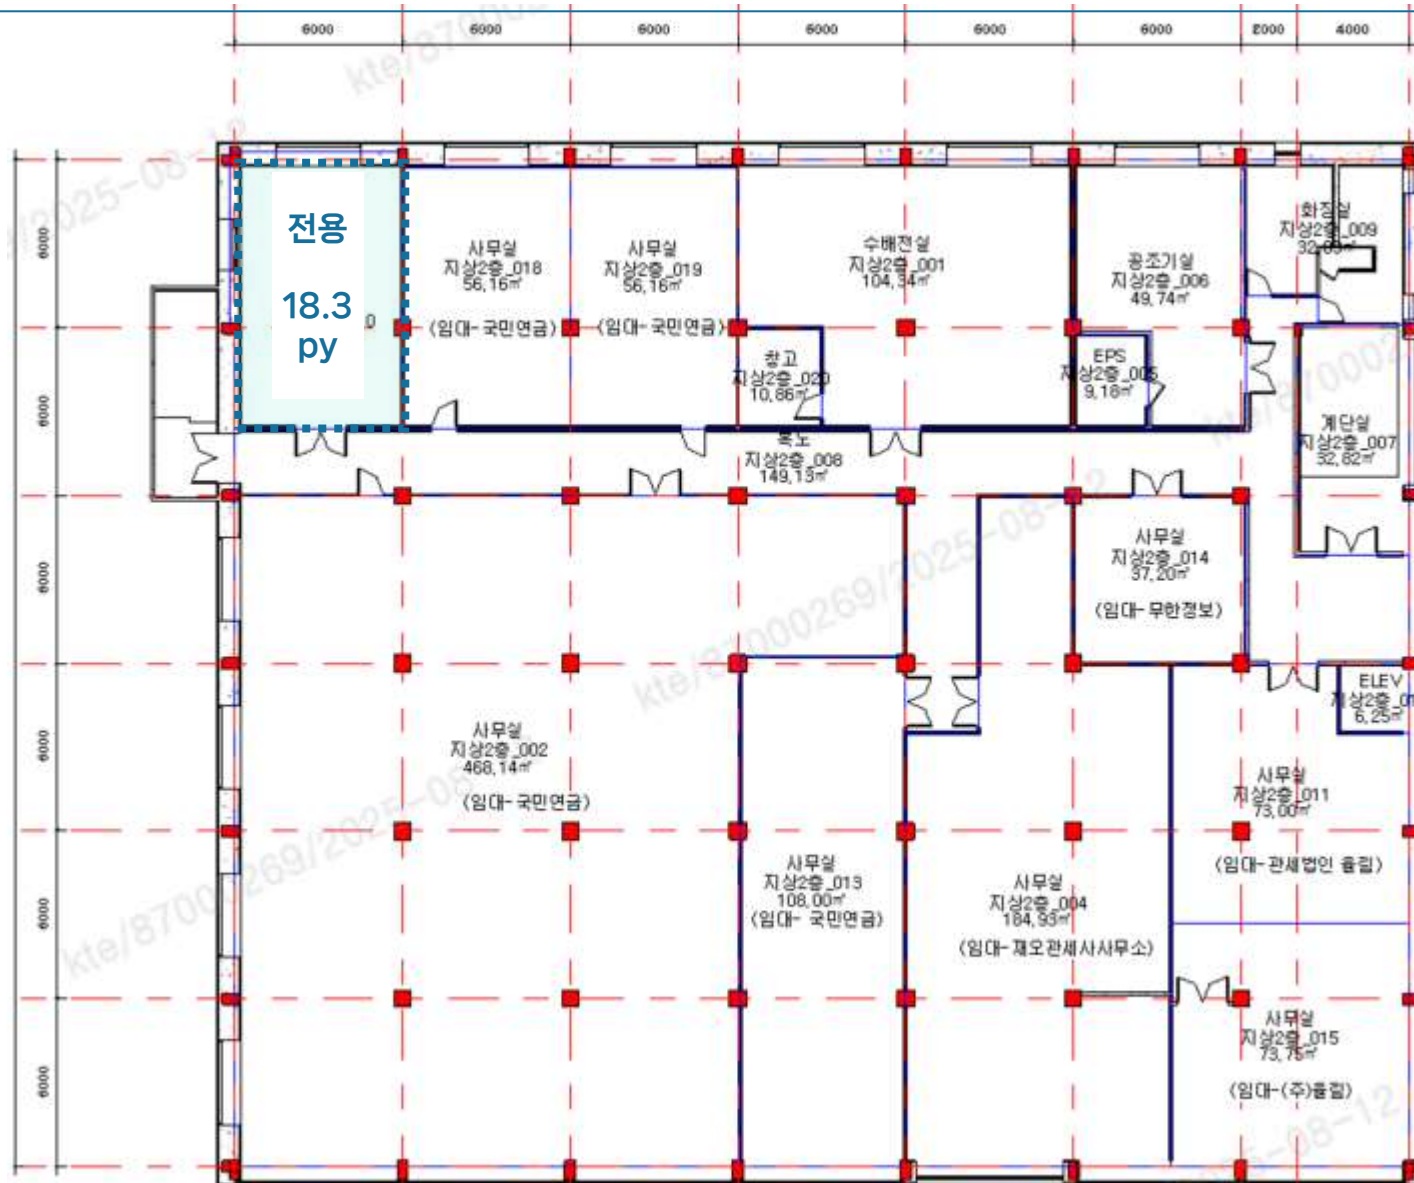 6000 6000 6000 6000 6000 6000 2000 4000
6000
6000
6000
6000
6000
6000
전용
18.3
py
사무실
지상2층_018
56,16㎡
(임대-국민연금)
사무실
지상2층_019
56,16㎡
(임대-국민연금)
수배전실
지상2층_001
104,34㎡
공조기실
지상2층_006
49,74㎡
화장실
지상2층_009
창고
지상2층_020
10,86㎡
EPS
지상2층_005
9,18㎡
계단실
지상2층_007
32,82㎡
복도
지상2층_008
149,13㎡
사무실
지상2층_014
37,20㎡
(임대-무한정보)
ELEV
6,25㎡
사무실
지상2층_002
468,14㎡
(임대-국민연금)
사무실
지상2층_011
73,00㎡
(임대-관세법인 율림)
사무실
지상2층_013
108,00㎡
(임대- 국민연금)
사무실
지상2층_004
184,93㎡
(임대-재오관세사사무소)
사무실
지상2층_015
73,75㎡
(임대-(주)율림)
kte/87000269/2025-08-12